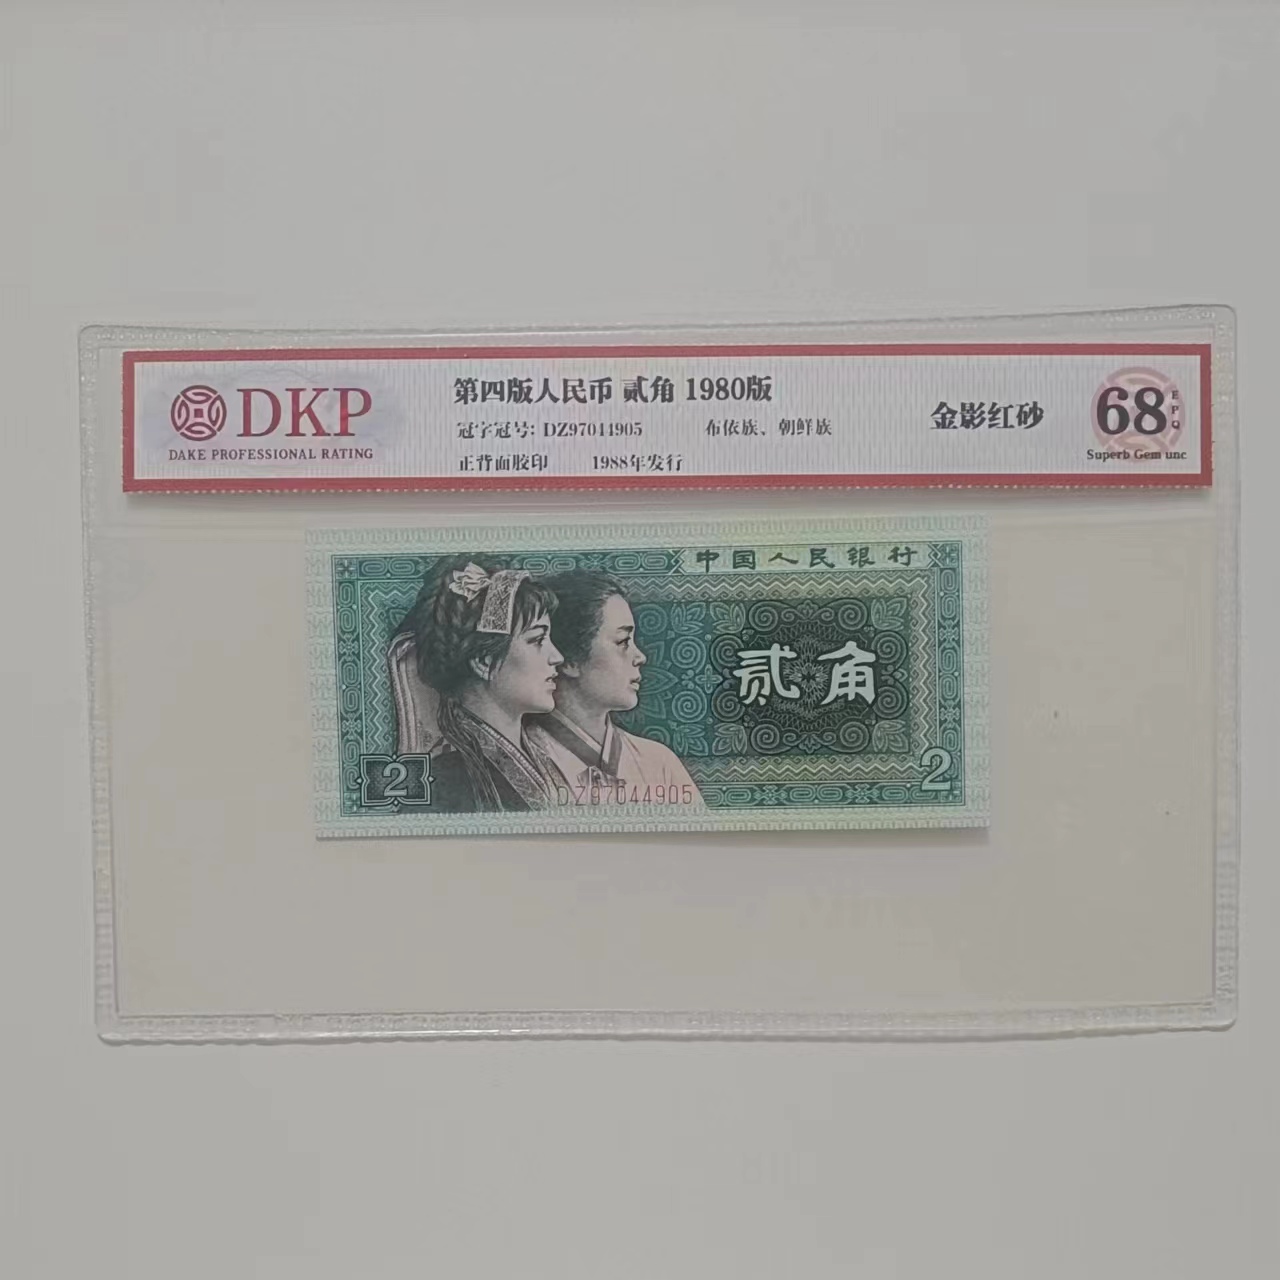 DKP
DAKE PROFESSIONAL RATING
第四版人民币 贰角 1980版
冠字冠号: DZ97044905 布依族、朝鲜族
正背面胶印 1988年发行
金影红砂
68
EPQ
Superb Gem unc
中国人民银行
贰角
2
2
DZ97044905